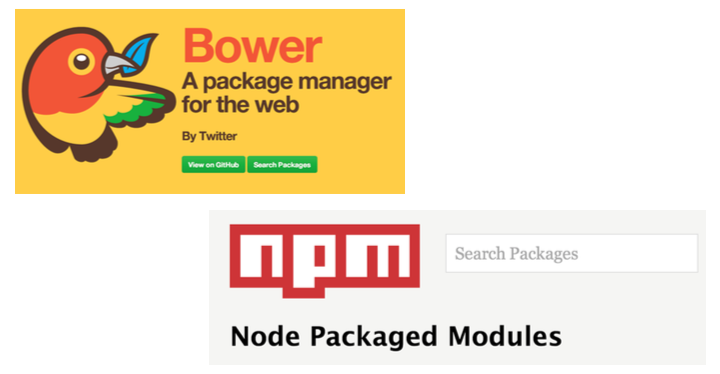 Bower
A package manager
for the web
By Twitter
View on GitHub Search Packages
npm
Search Packages
Node Packaged Modules